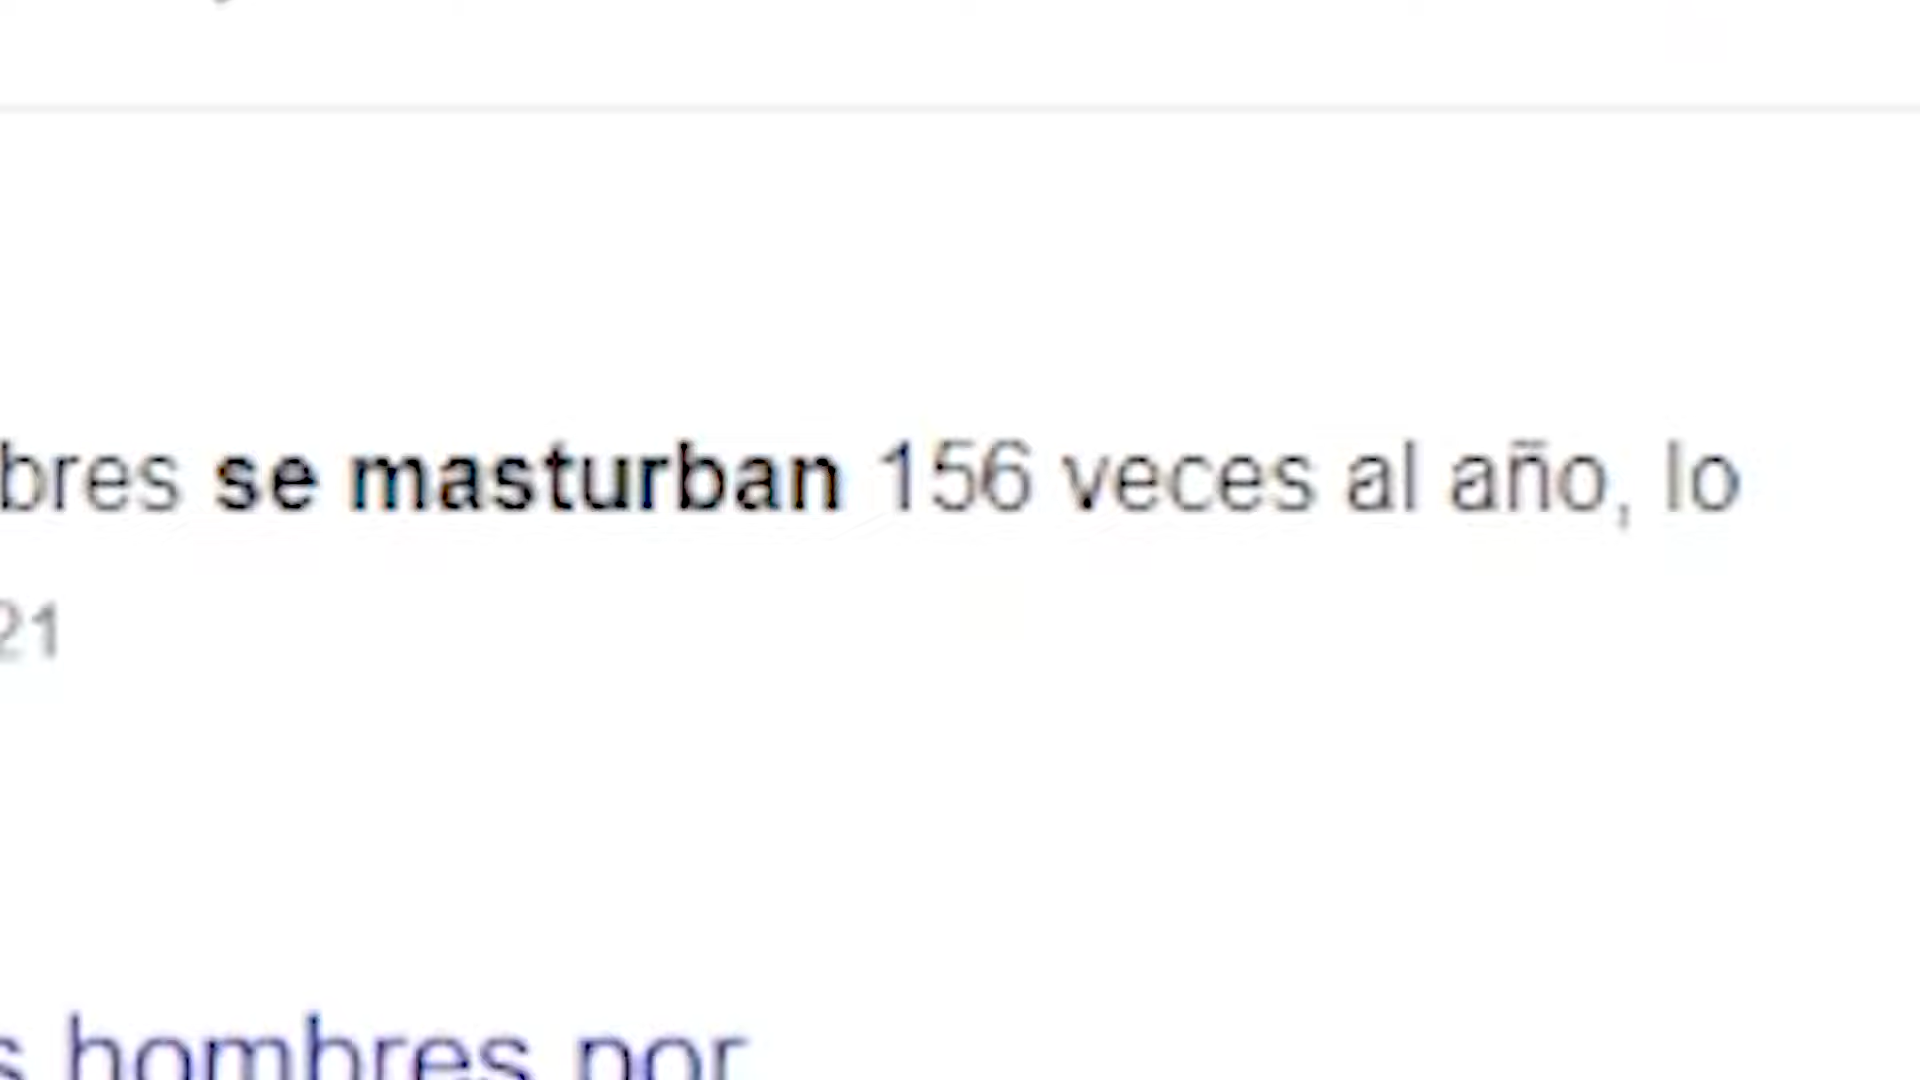 bres se masturban 156 veces al año, lo
21
s hombres por